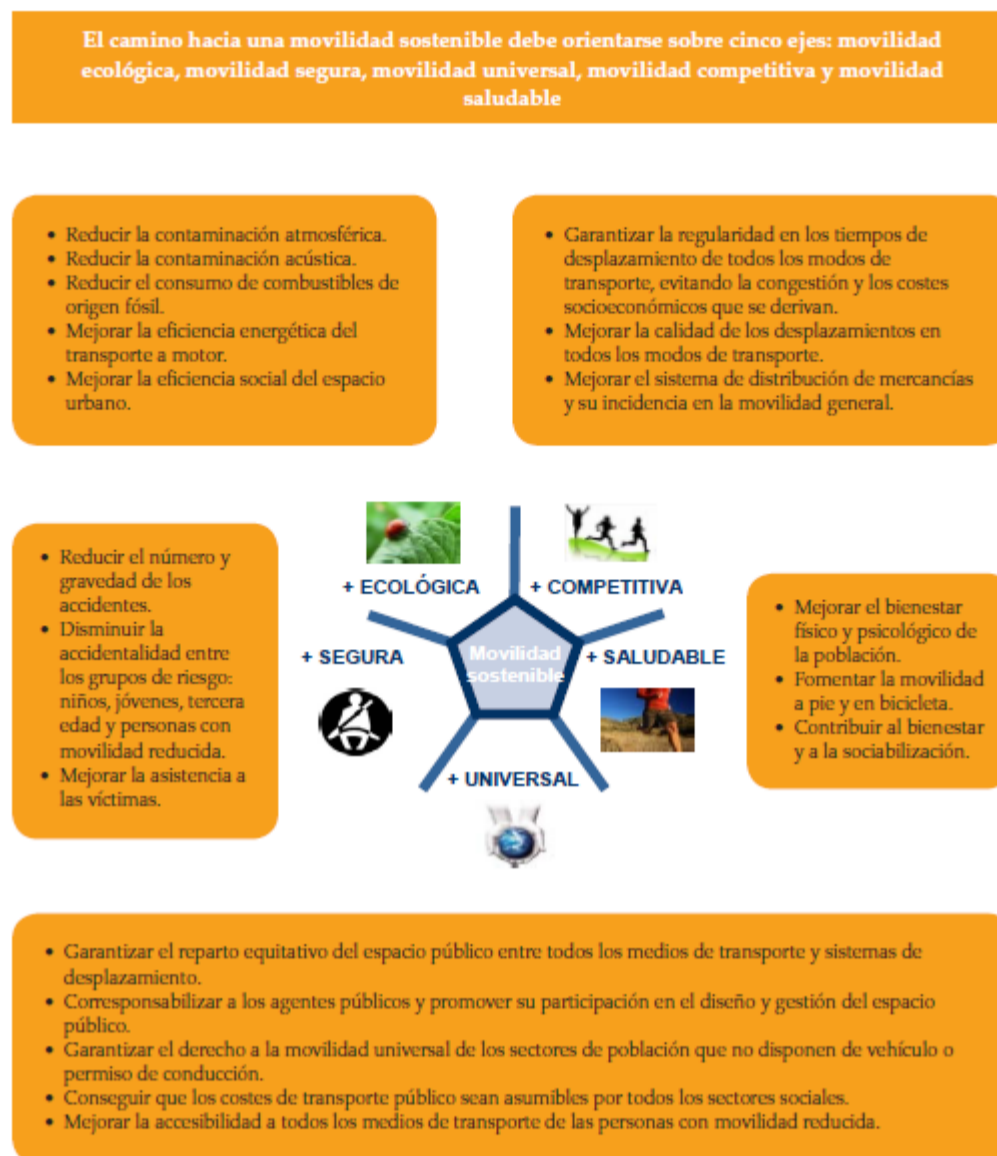 El camino hacia una movilidad sostenible debe orientarse sobre cinco ejes: movilidad
ecológica, movilidad segura, movilidad universal, movilidad competitiva y movilidad
saludable
• Reducir la contaminación atmosférica.
• Reducir la contaminación acústica.
• Reducir el consumo de combustibles de
origen fósil.
• Mejorar la eficiencia energética del
transporte a motor.
• Mejorar la eficiencia social del espacio
urbano.
• Garantizar la regularidad en los tiempos de
desplazamiento de todos los modos de
transporte, evitando la congestión y los costes
socioeconómicos que se derivan.
• Mejorar la calidad de los desplazamientos en
todos los modos de transporte.
• Mejorar el sistema de distribución de mercancías
y su incidencia en la movilidad general.
• Reducir el número y
gravedad de los
accidentes.
• Disminuir la
accidentalidad entre
los grupos de riesgo:
niños, jóvenes, tercera
edad y personas con
movilidad reducida.
• Mejorar la asistencia a
las víctimas.
+ ECOLÓGICA
+ COMPETITIVA
+ SEGURA
Movilidad
sostenible
+ SALUDABLE
+ UNIVERSAL
• Mejorar el bienestar
físico y psicológico de
la población.
• Fomentar la movilidad
a pie y en bicicleta.
• Contribuir al bienestar
y a la sociabilización.
• Garantizar el reparto equitativo del espacio público entre todos los medios de transporte y sistemas de
desplazamiento.
• Corresponsabilizar a los agentes públicos y promover su participación en el diseño y gestión del espacio
público.
• Garantizar el derecho a la movilidad universal de los sectores de población que no disponen de vehículo o
permiso de conducción.
• Conseguir que los costes de transporte público sean asumibles por todos los sectores sociales.
• Mejorar la accesibilidad a todos los medios de transporte de las personas con movilidad reducida.